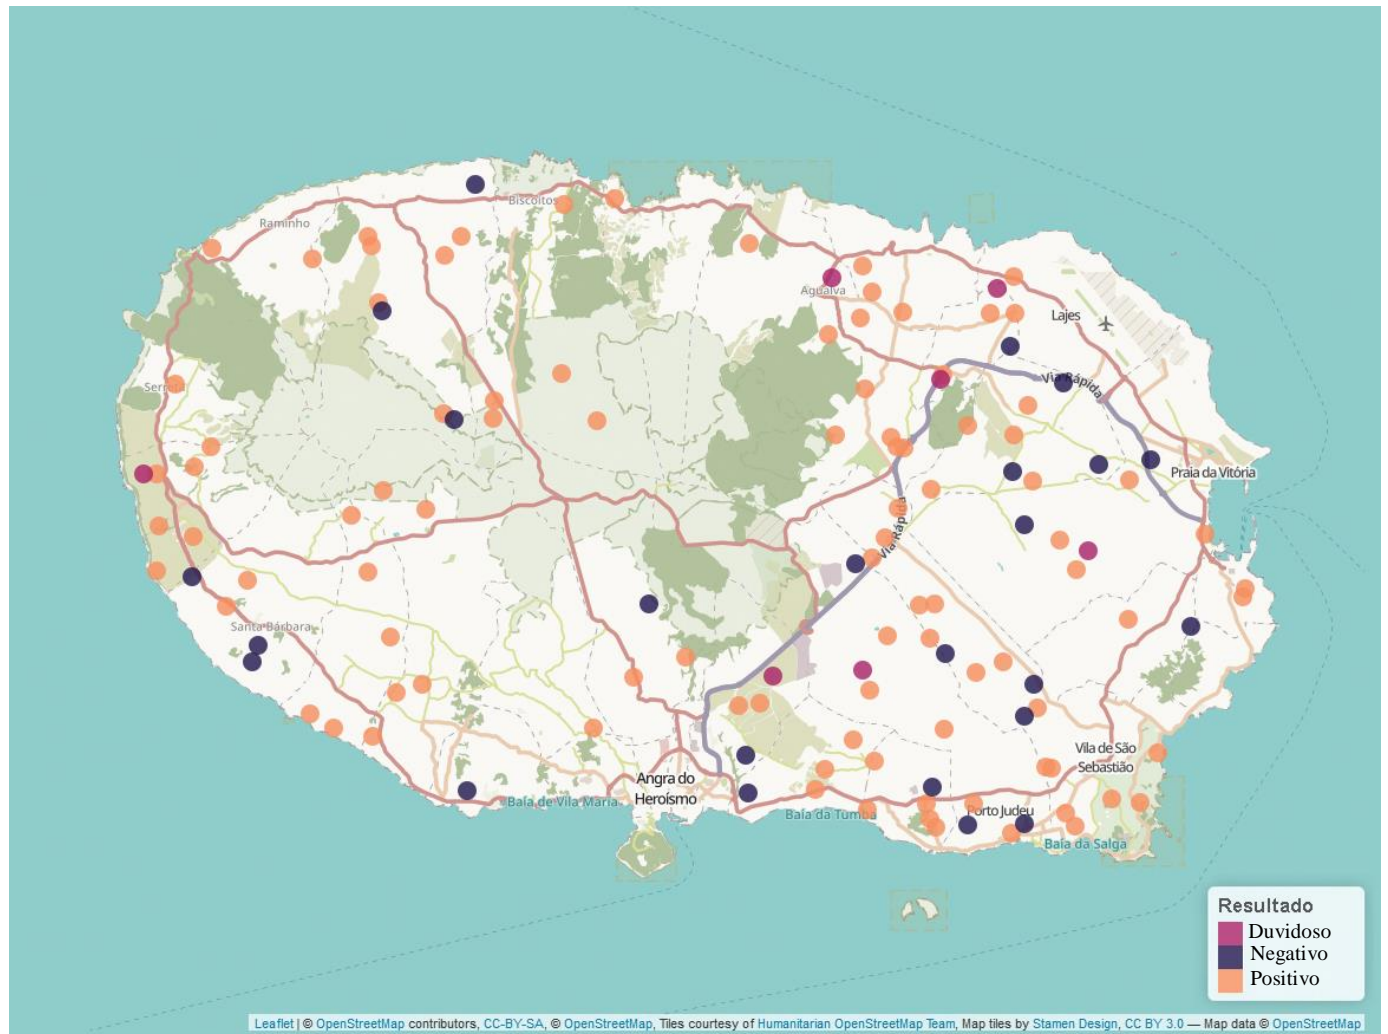 Biscoitos
Raminho
Agualva
Lajes
Via Rápida
Serreta
Praia da Vitória
Via Rápida
Santa Bárbara
Vila de São
Sebastião
Angra do
Heroísmo
Baía de Vila Maria
Baía da Tumba
Porto Judeu
Baía da Salga
Resultado
Duvidoso
Negativo
Positivo
Leaflet | © OpenStreetMap contributors, CC-BY-SA, © OpenStreetMap, Tiles courtesy of Humanitarian OpenStreetMap Team, Map tiles by Stamen Design, CC BY 3.0 — Map data © OpenStreetMap